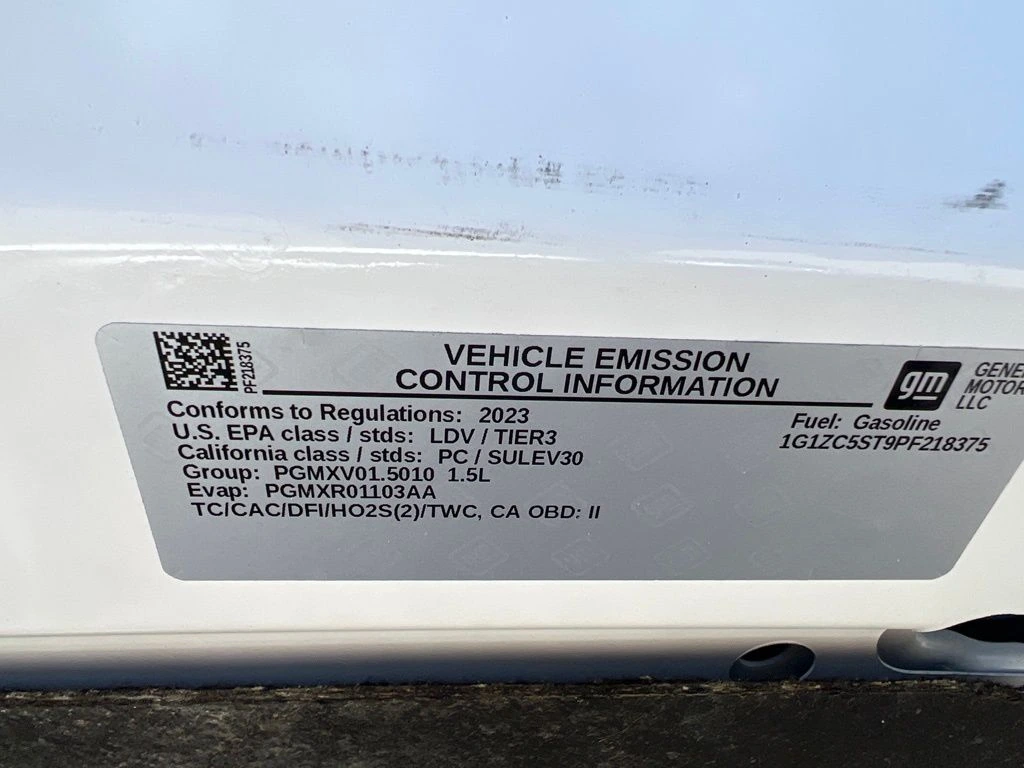 PF218375
VEHICLE EMISSION
CONTROL INFORMATION
gm
MOTOR
LLC
Conforms to Regulations: 2023
U.S. EPA class / stds: LDV / TIER3
California class / stds: PC / SULEV30
Group: PGMXV01.5010 1.5L
Evap: PGMXR01103AA
TC/CAC/DFI/HO2S(2)/TWC, CA OBD: II
Fuel: Gasoline
1G1ZC5ST9PF218375